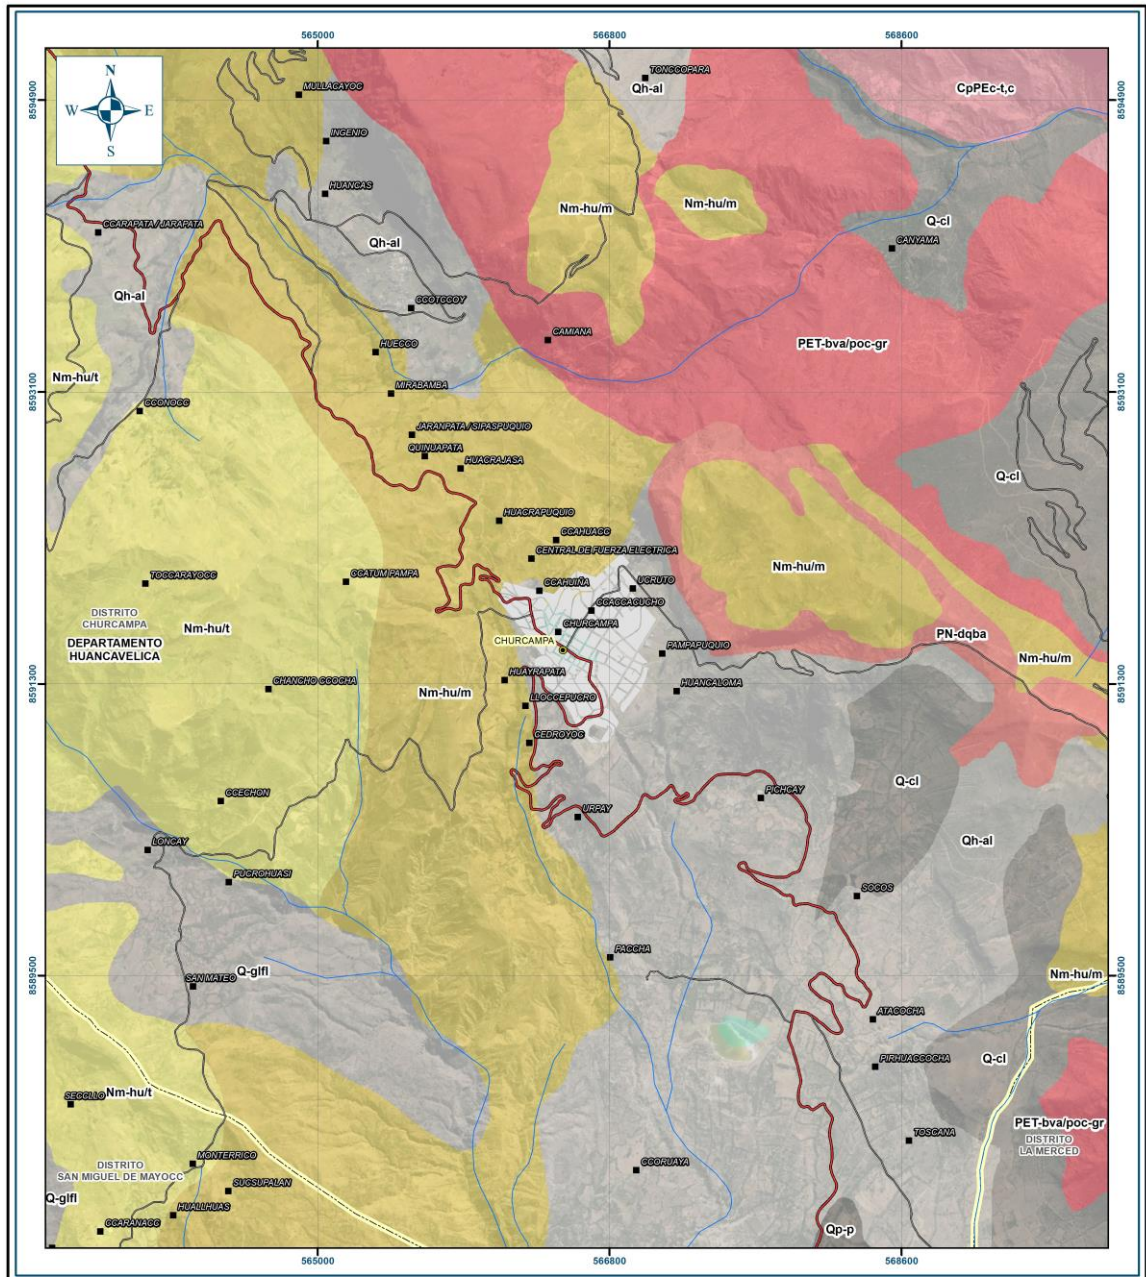 565000
566800
568600
8594900
8594900
N
W
E
S
MULLACAYOC
TONCCOPARA
Qh-al
CpPEc-t,c
INGENIO
HUANCAS
Nm-hu/m
Nm-hu/m
Q-cl
CCARAPATA / JARAPATA
Qh-al
CANYAMA
Qh-al
CCOTCCOY
CAMIANA
HUECCO
PET-bva/poc-gr
Nm-hu/t
MIRABAMBA
8593100
8593100
CCONOCC
JARANPATA / SIPASPUQUIO
QUINUAPATA
HUACRAJASA
Q-cl
HUACRAPUQUIO
CCAHUACC
CENTRAL DE FUERZA ELECTRICA
Nm-hu/m
TOCCARAYOCC
CCATUM PAMPA
CCAHUIÑA
UCRUTO
DISTRITO
CHURCAMPA
CCACCACUCHO
Nm-hu/t
CHURCAMPA
PN-dqba
DEPARTAMENTO
HUANCAVELICA
CHURCAMPA
PAMPAPUQUIO
Nm-hu/m
HUAYRAPATA
8591300
8591300
CHANCHO CCOCHA
Nm-hu/m
HUANCALOMA
LLOCCEPUCRO
CEDROYOC
Q-cl
CCECHON
PICHCAY
URPAY
Qh-al
LONCAY
PUCROHUASI
SOCOS
PACCHA
Q-glfl
SAN MATEO
Nm-hu/m
8589500
8589500
ATACOCHA
Q-cl
PIRHUACCOCHA
Nm-hu/t
SECCLLO
PET-bva/poc-gr
TOSCANA
DISTRITO
LA MERCED
MONTERRICO
DISTRITO
SAN MIGUEL DE MAYOCC
CCORUAYA
SUCSUPALAN
Q-glfl
HUALLHUAS
CCARANACC
Qp-p
565000
566800
568600